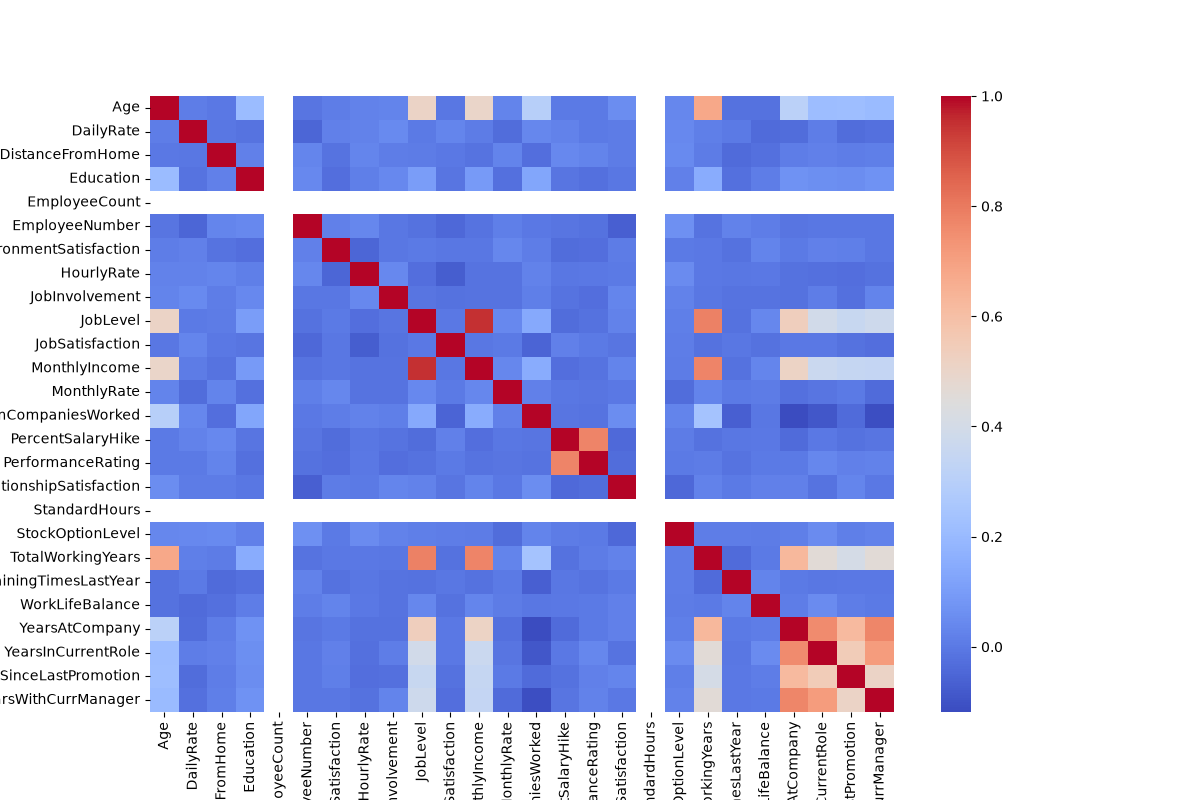 Age
DailyRate
DistanceFromHome
Education
EmployeeCount
EmployeeNumber
ronmentSatisfaction
HourlyRate
JobInvolvement
JobLevel
JobSatisfaction
MonthlyIncome
MonthlyRate
nCompaniesWorked
PercentSalaryHike
PerformanceRating
tionshipSatisfaction
StandardHours
StockOptionLevel
TotalWorkingYears
ainingTimesLastYear
WorkLifeBalance
YearsAtCompany
YearsInCurrentRole
SinceLastPromotion
rsWithCurrManager
Age
DailyRate
FromHome
Education
oyeeCount
eeNumber
Satisfaction
HourlyRate
nvolvement
JobLevel
Satisfaction
thlyIncome
onthlyRate
niesWorked
tSalaryHike
anceRating
Satisfaction
ndardHours
OptionLevel
orkingYears
nesLastYear
ifeBalance
AtCompany
CurrentRole
tPromotion
urrManager
1.0
0.8
0.6
0.4
0.2
0.0